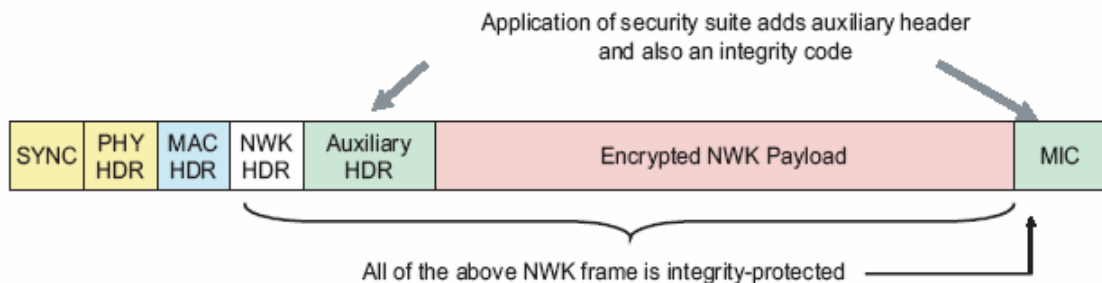 Application of security suite adds auxiliary header
and also an integrity code
SYNC
PHY
HDR
MAC
HDR
NWK
HDR
Auxiliary
HDR
Encrypted NWK Payload
MIC
All of the above NWK frame is integrity-protected